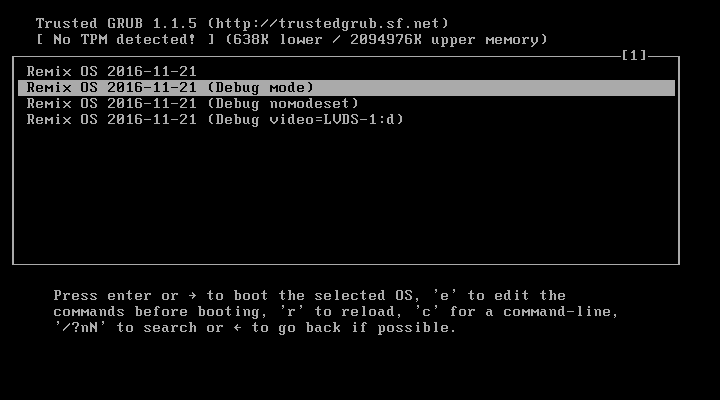 Trusted GRUB 1.1.5 (http://trustedgrub.sf.net)
[ No TPM detected! ] (638K lower / 2094976K upper memory)
[1]
Remix OS 2016-11-21
Remix OS 2016-11-21 (Debug mode)
Remix OS 2016-11-21 (Debug nomodeset)
Remix OS 2016-11-21 (Debug video=LVDS-1:d)
Press enter or → to boot the selected OS, 'e' to edit the
commands before booting, 'r' to reload, 'c' for a command-line,
'/?nN' to search or ← to go back if possible.